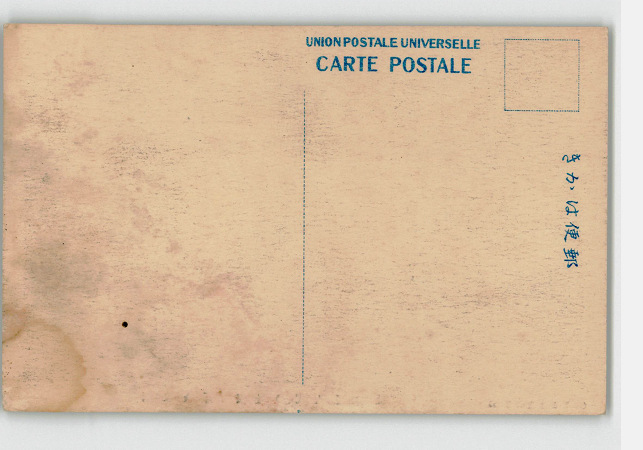 UNION POSTALE UNIVERSELLE
CARTE POSTALE
郵便はがき